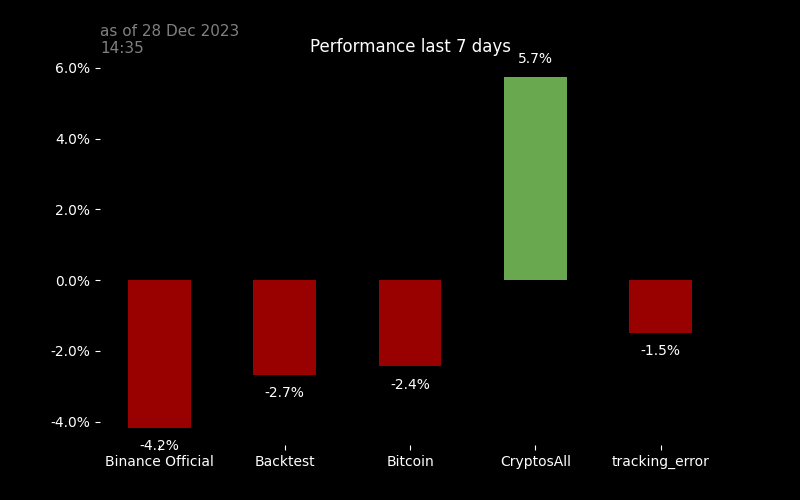 as of 28 Dec 2023
14:35
Performance last 7 days
6.0%
4.0%
2.0%
0.0%
-2.0%
-4.0%
5.7%
-4.2%
-2.7%
-2.4%
-1.5%
Binance Official
Backtest
Bitcoin
CryptosAll
tracking_error